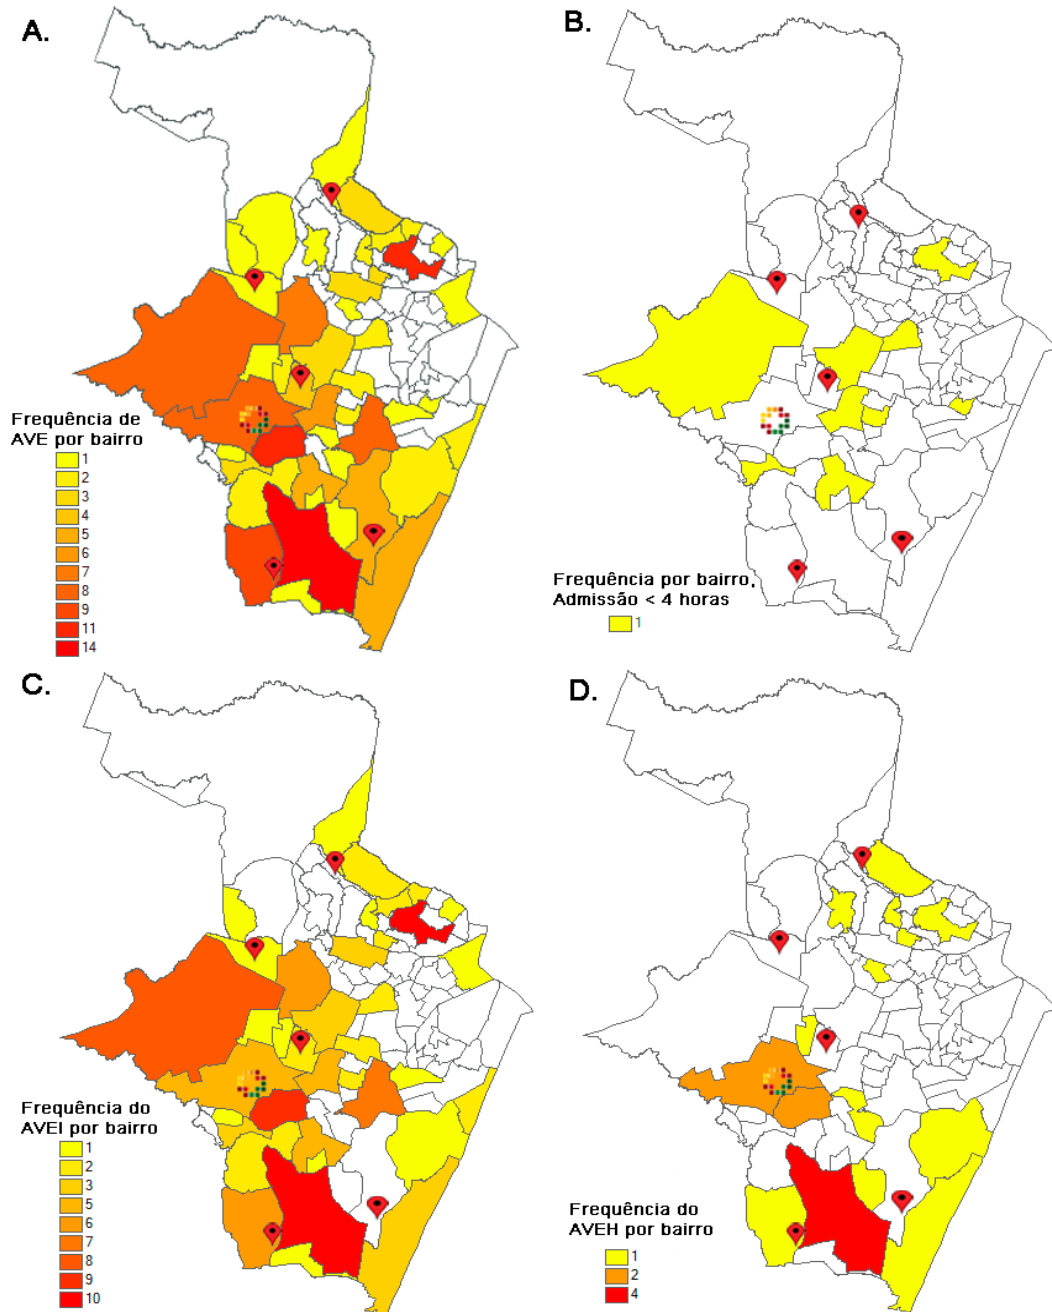 A.
B.
Frequência de
AVE por bairro
1
2
3
4
5
6
7
8
9
11
14
Frequência por bairro,
Admissão < 4 horas
1
C.
D.
Frequência do
AVEI por bairro
1
2
3
5
6
7
8
9
10
Frequência do
AVEH por bairro
1
2
4